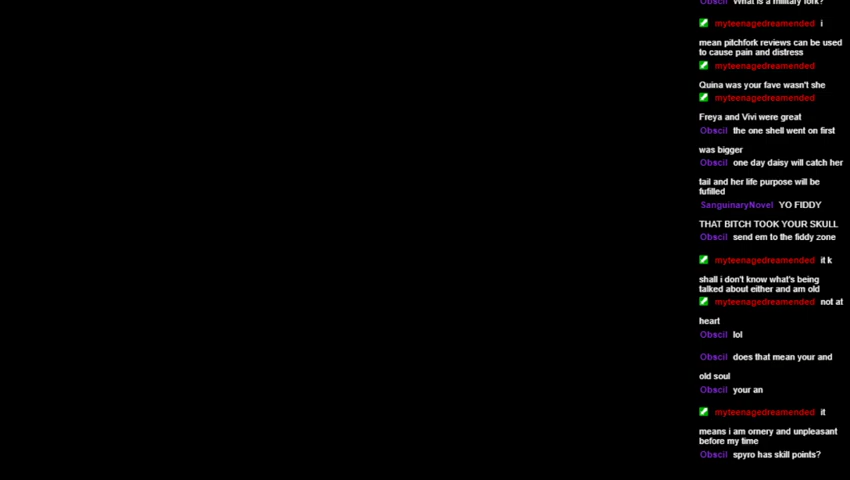 Obscil What is a military fork?
myteenagedreamended i
mean pitchfork reviews can be used
to cause pain and distress
myteenagedreamended
Quina was your fave wasn't she
myteenagedreamended
Freya and Vivi were great
Obscil the one shell went on first
was bigger
Obscil one day daisy will catch her
tail and her life purpose will be
fufilled
SanguinaryNovel YO FIDDY
THAT BITCH TOOK YOUR SKULL
Obscil send em to the fiddy zone
myteenagedreamended it k
shall i don't know what's being
talked about either and am old
myteenagedreamended not at
heart
Obscil lol
Obscil does that mean your and
old soul
Obscil your an
myteenagedreamended it
means i am ornery and unpleasant
before my time
Obscil spyro has skill points?